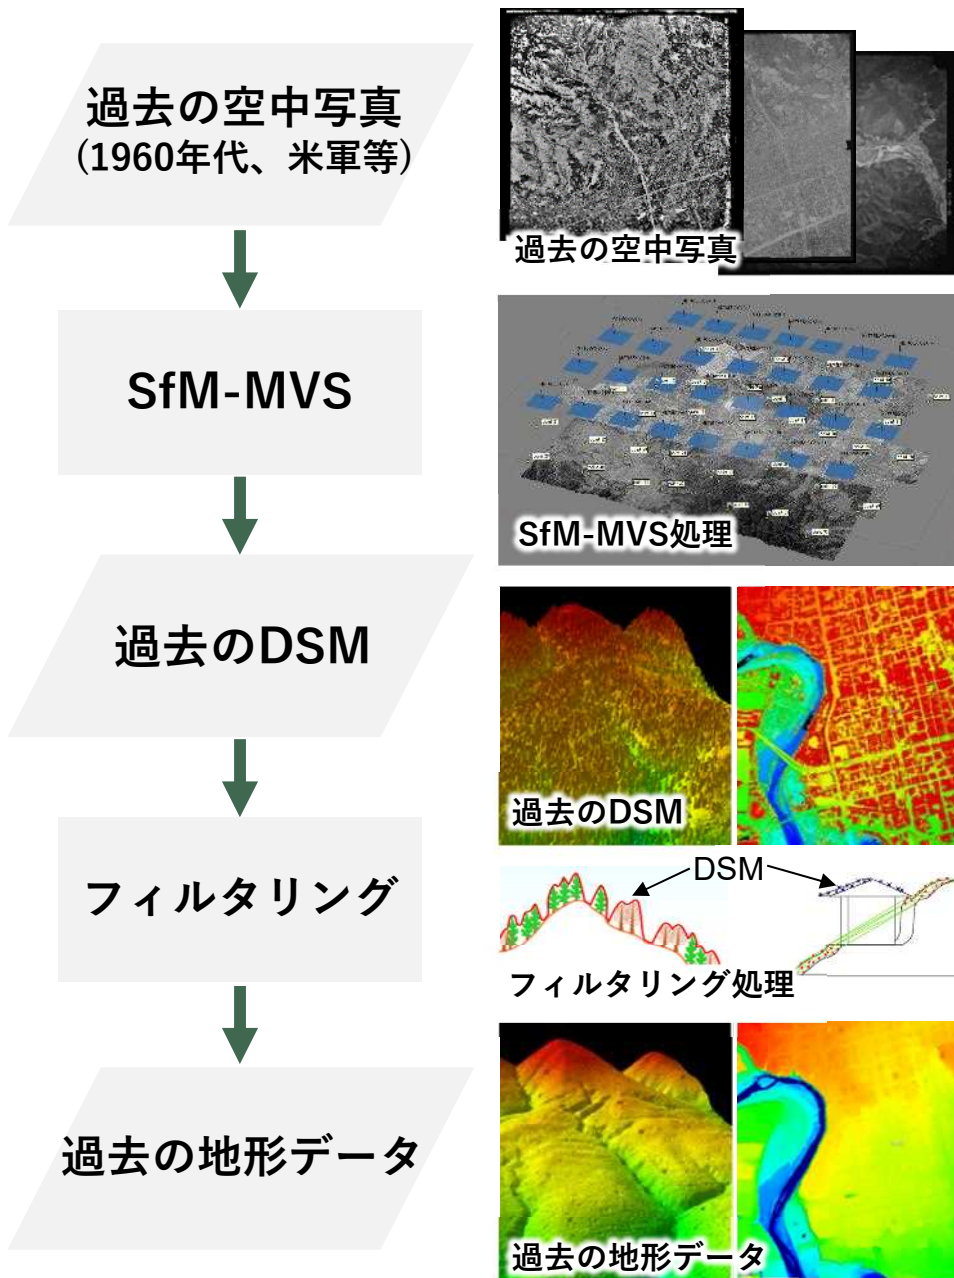 過去の空中写真
(1960年代、米軍等)
過去の空中写真
SfM-MVS
SfM-MVS処理
過去のDSM
過去のDSM
フィルタリング
DSM
フィルタリング処理
過去の地形データ
過去の地形データ